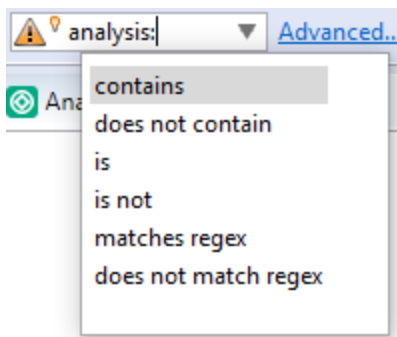 analysis: Advanced..
Ana
contains
does not contain
is
is not
matches regex
does not match regex